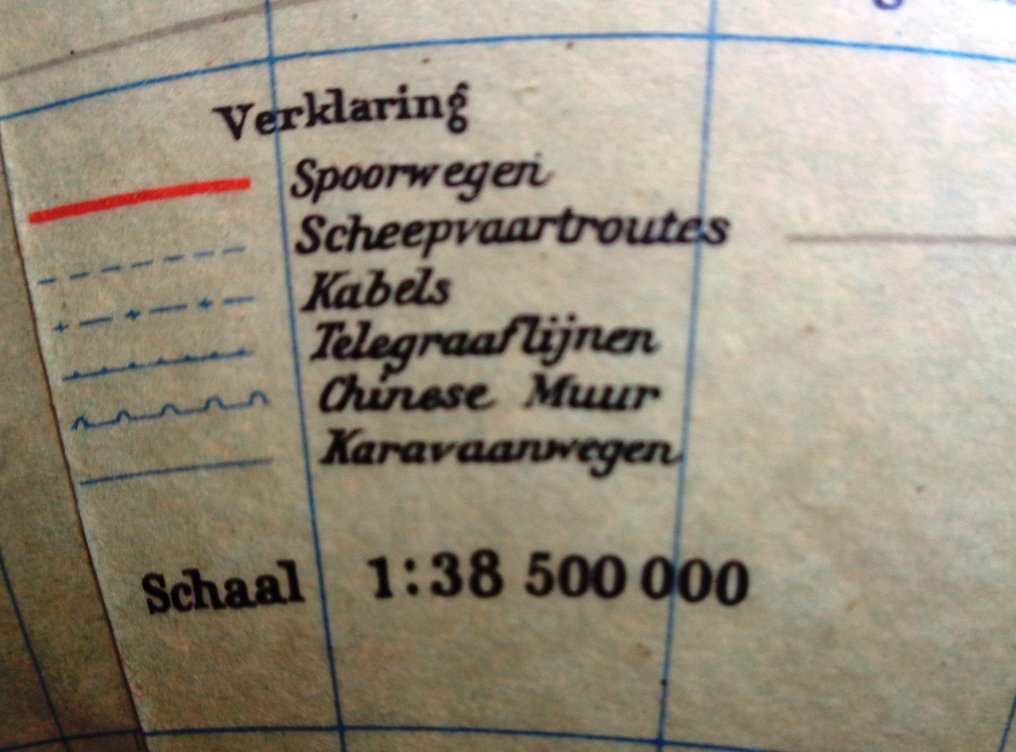 Verklaring
Spoorwegen
Scheepvaartroutes
Kabels
Telegraaflijnen
Chinese Muur
Karavaanwegen
Schaal 1:38 500 000